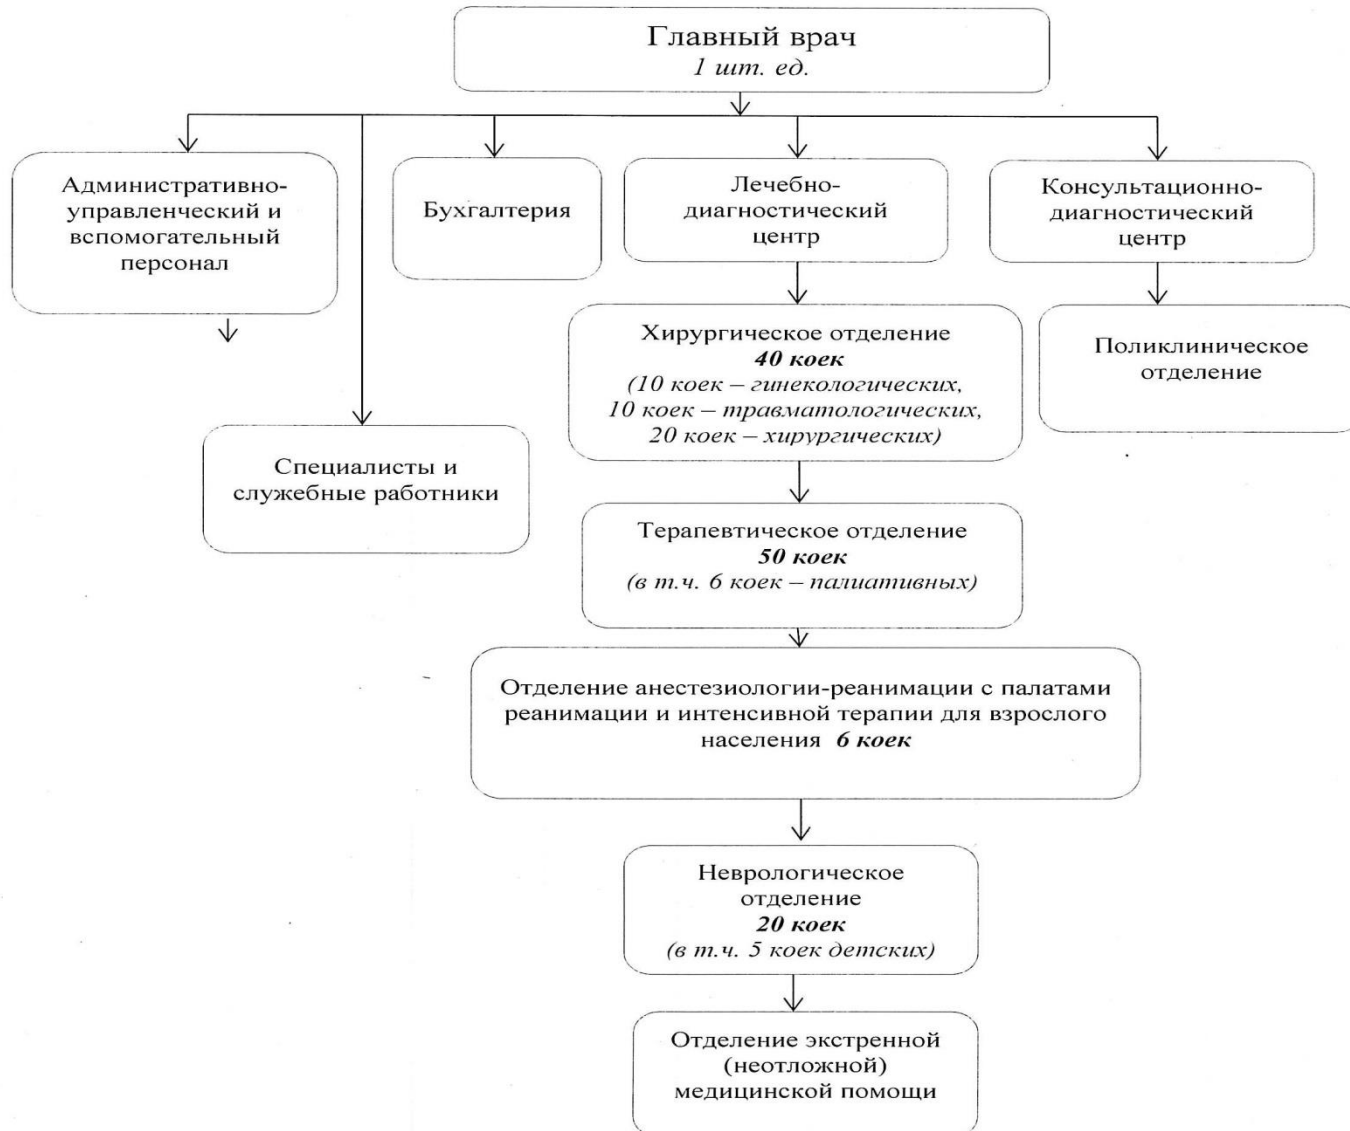 Главный врач
1 шт. ед.
Административно-
управленческий и
вспомогательный
персонал
Бухгалтерия
Лечебно-
диагностический
центр
Консультационно-
диагностический
центр
Хирургическое отделение
40 коек
(10 коек – гинекологических,
10 коек – травматологических,
20 коек – хирургических)
Поликлиническое
отделение
Специалисты и
служебные работники
Терапевтическое отделение
50 коек
(в т.ч. 6 коек – палиативных)
Отделение анестезиологии-реанимации с палатами
реанимации и интенсивной терапии для взрослого
населения 6 коек
Неврологическое
отделение
20 коек
(в т.ч. 5 коек детских)
Отделение экстренной
(неотложной)
медицинской помощи